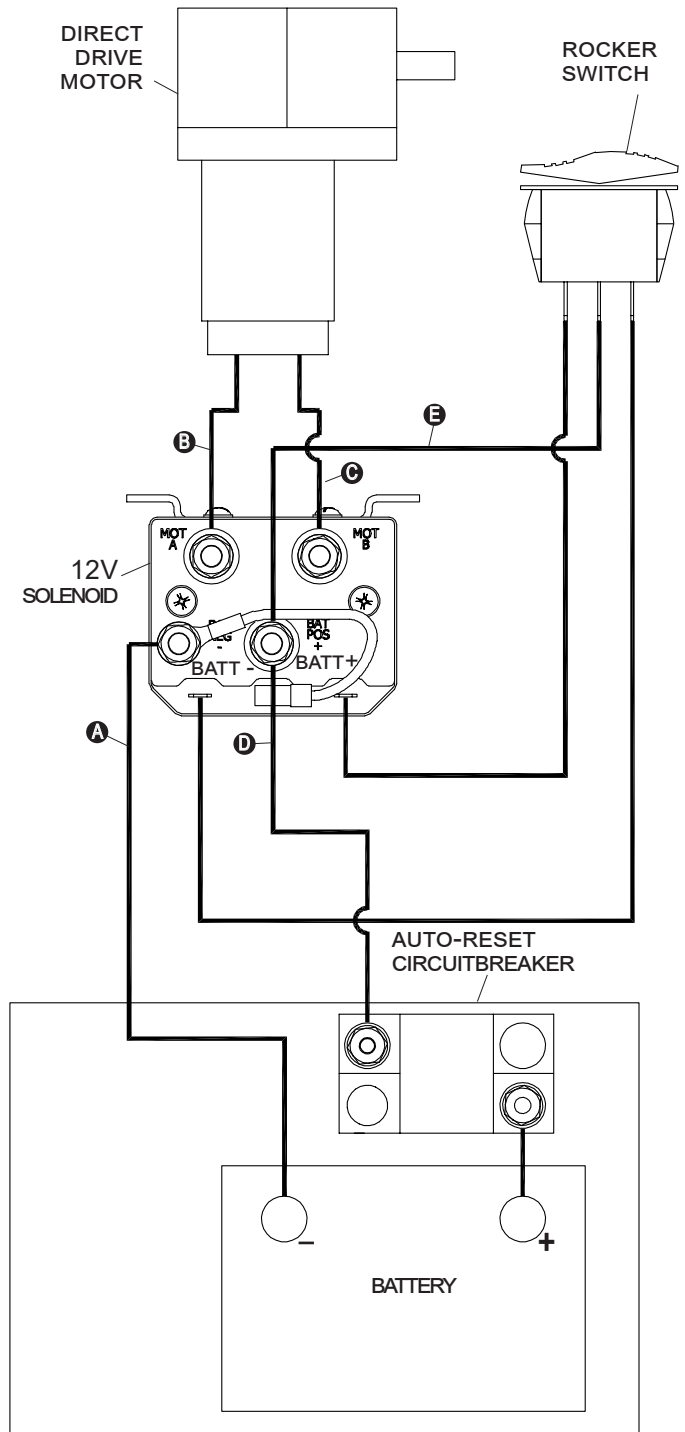 DIRECT
DRIVE
MOTOR
ROCKER
SWITCH
E
B
C
MOT
A
MOT
B
12V
SOLENOID
BAT
POS
+
-
BATT -
BATT+
A
D
AUTO-RESET
CIRCUITBREAKER
-
+
BATTERY